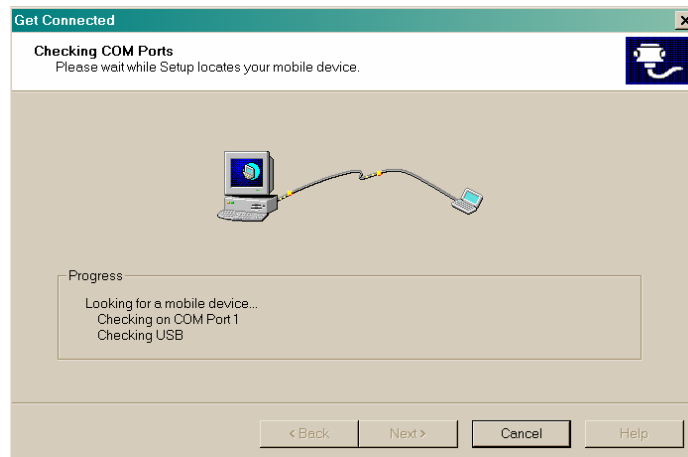 Get Connected
Checking COM Ports
Please wait while Setup locates your mobile device.
Progress
Looking for a mobile device...
Checking on COM Port 1
Checking USB
< Back Next > Cancel Help